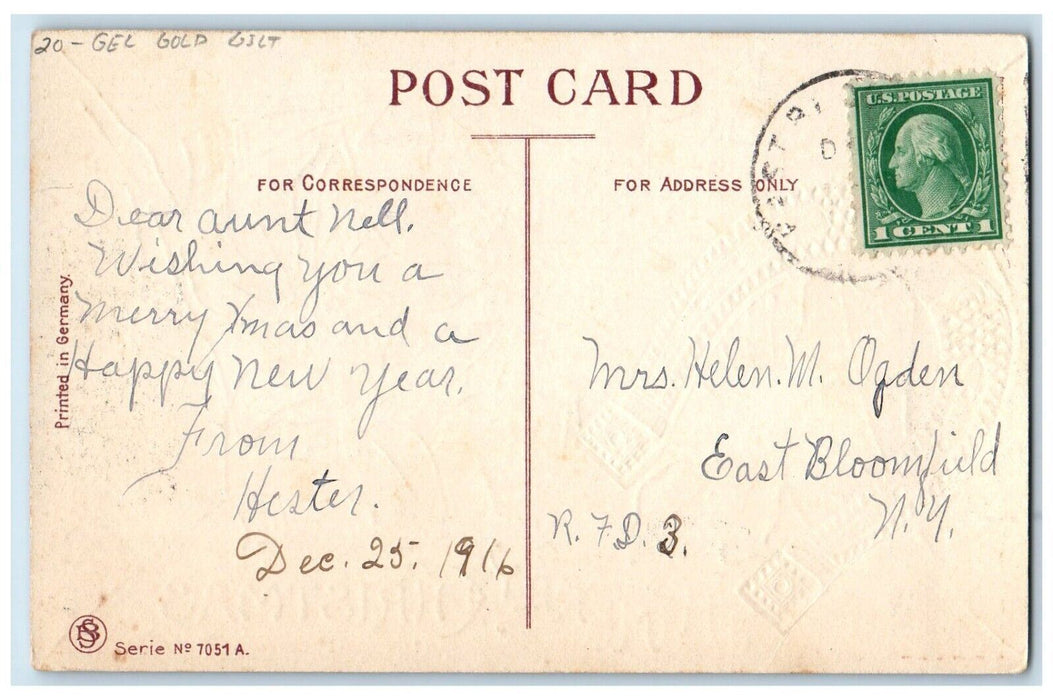 20 - GEL GOLD GILT
POST CARD
FOR CORRESPONDENCE
FOR ADDRESS ONLY
U.S. POSTAGE
1 CENT 1
Dear aunt Nell.
Wishing you a
Merry Xmas and a
Happy New Year.
From
Hester.
Dec. 25. 1916
Mrs. Helen. M. Ogden
East Bloomfield
N.Y.
R.F.D. 3.
Printed in Germany.
Serie Nº 7051 A.